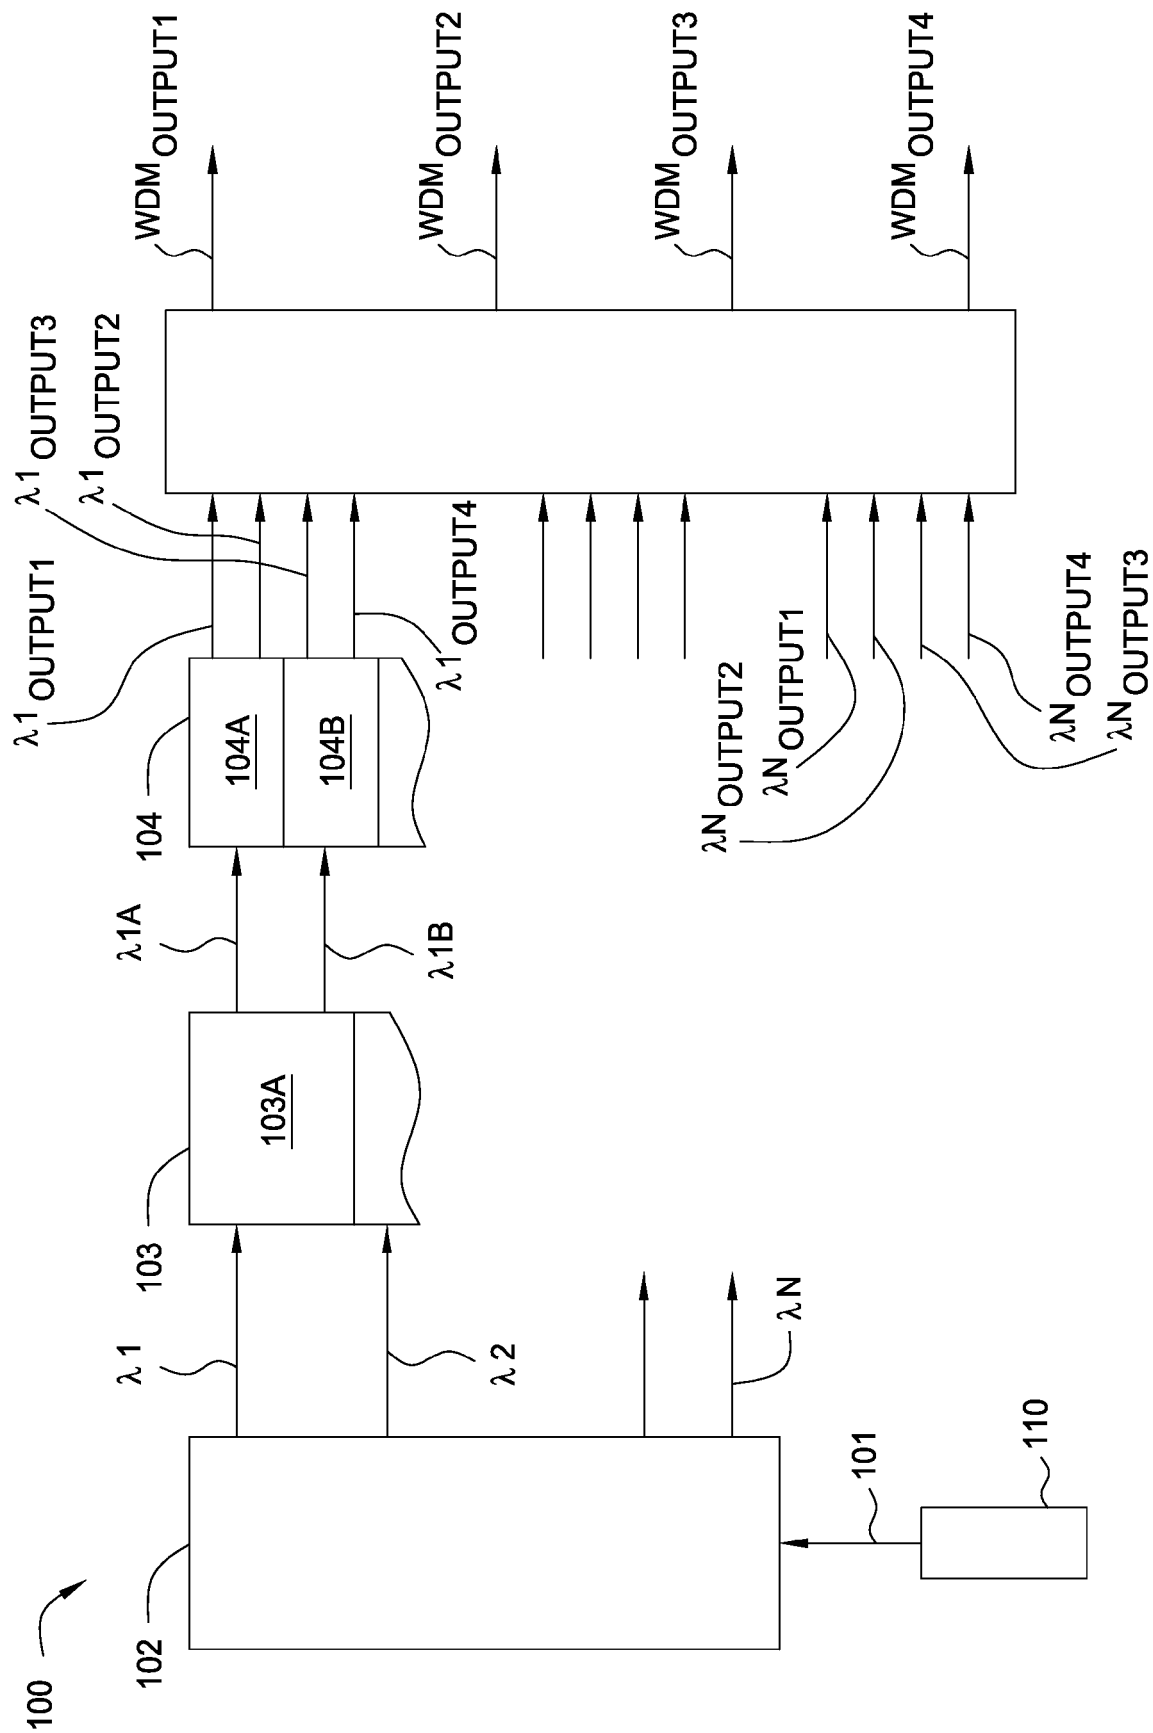 100
102
λ1
λ2
λN
101
110
103
103A
λ1A
λ1B
104
104A
104B
λ1OUTPUT1
λ1OUTPUT3
λ1OUTPUT2
λ1OUTPUT4
λNOUTPUT2
λNOUTPUT1
λNOUTPUT4
λNOUTPUT3
WDMOUTPUT1
WDMOUTPUT2
WDMOUTPUT3
WDMOUTPUT4